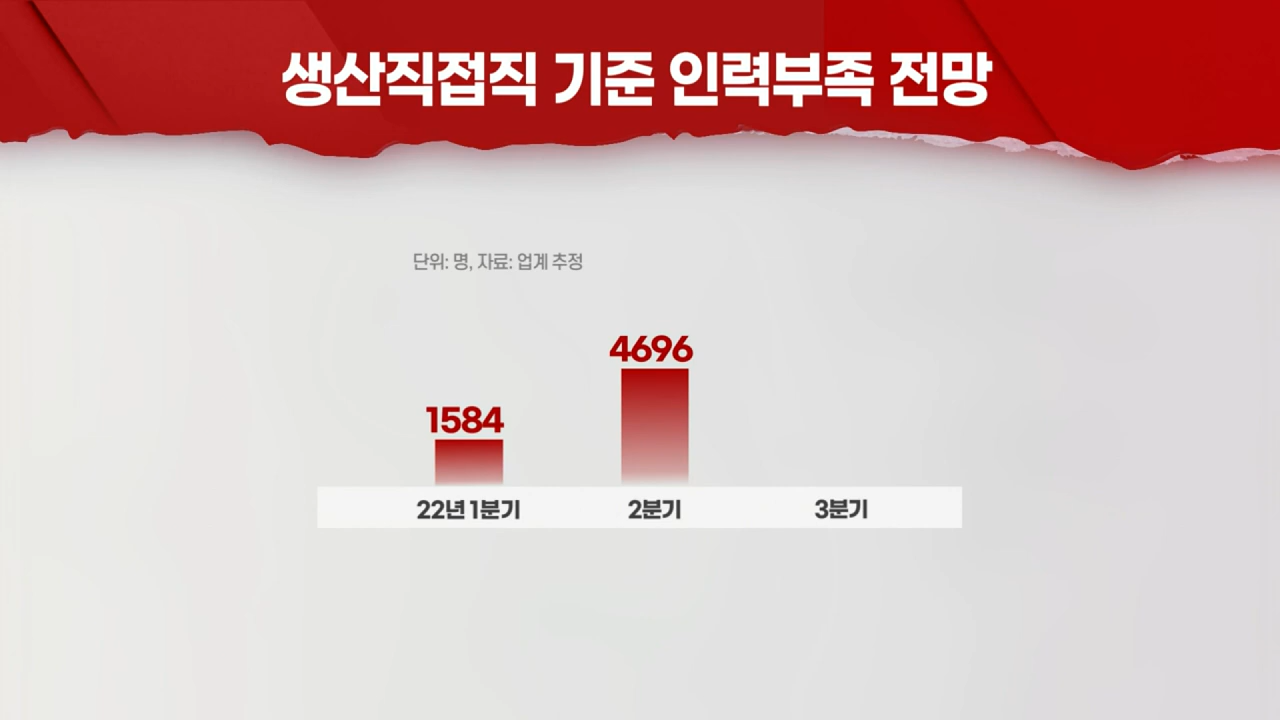 생산직접직 기준 인력부족 전망
단위: 명, 자료: 업계 추정
4696
1584
22년 1분기 2분기 3분기